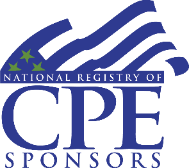 NATIONAL REGISTRY OF
CPE
SPONSORS